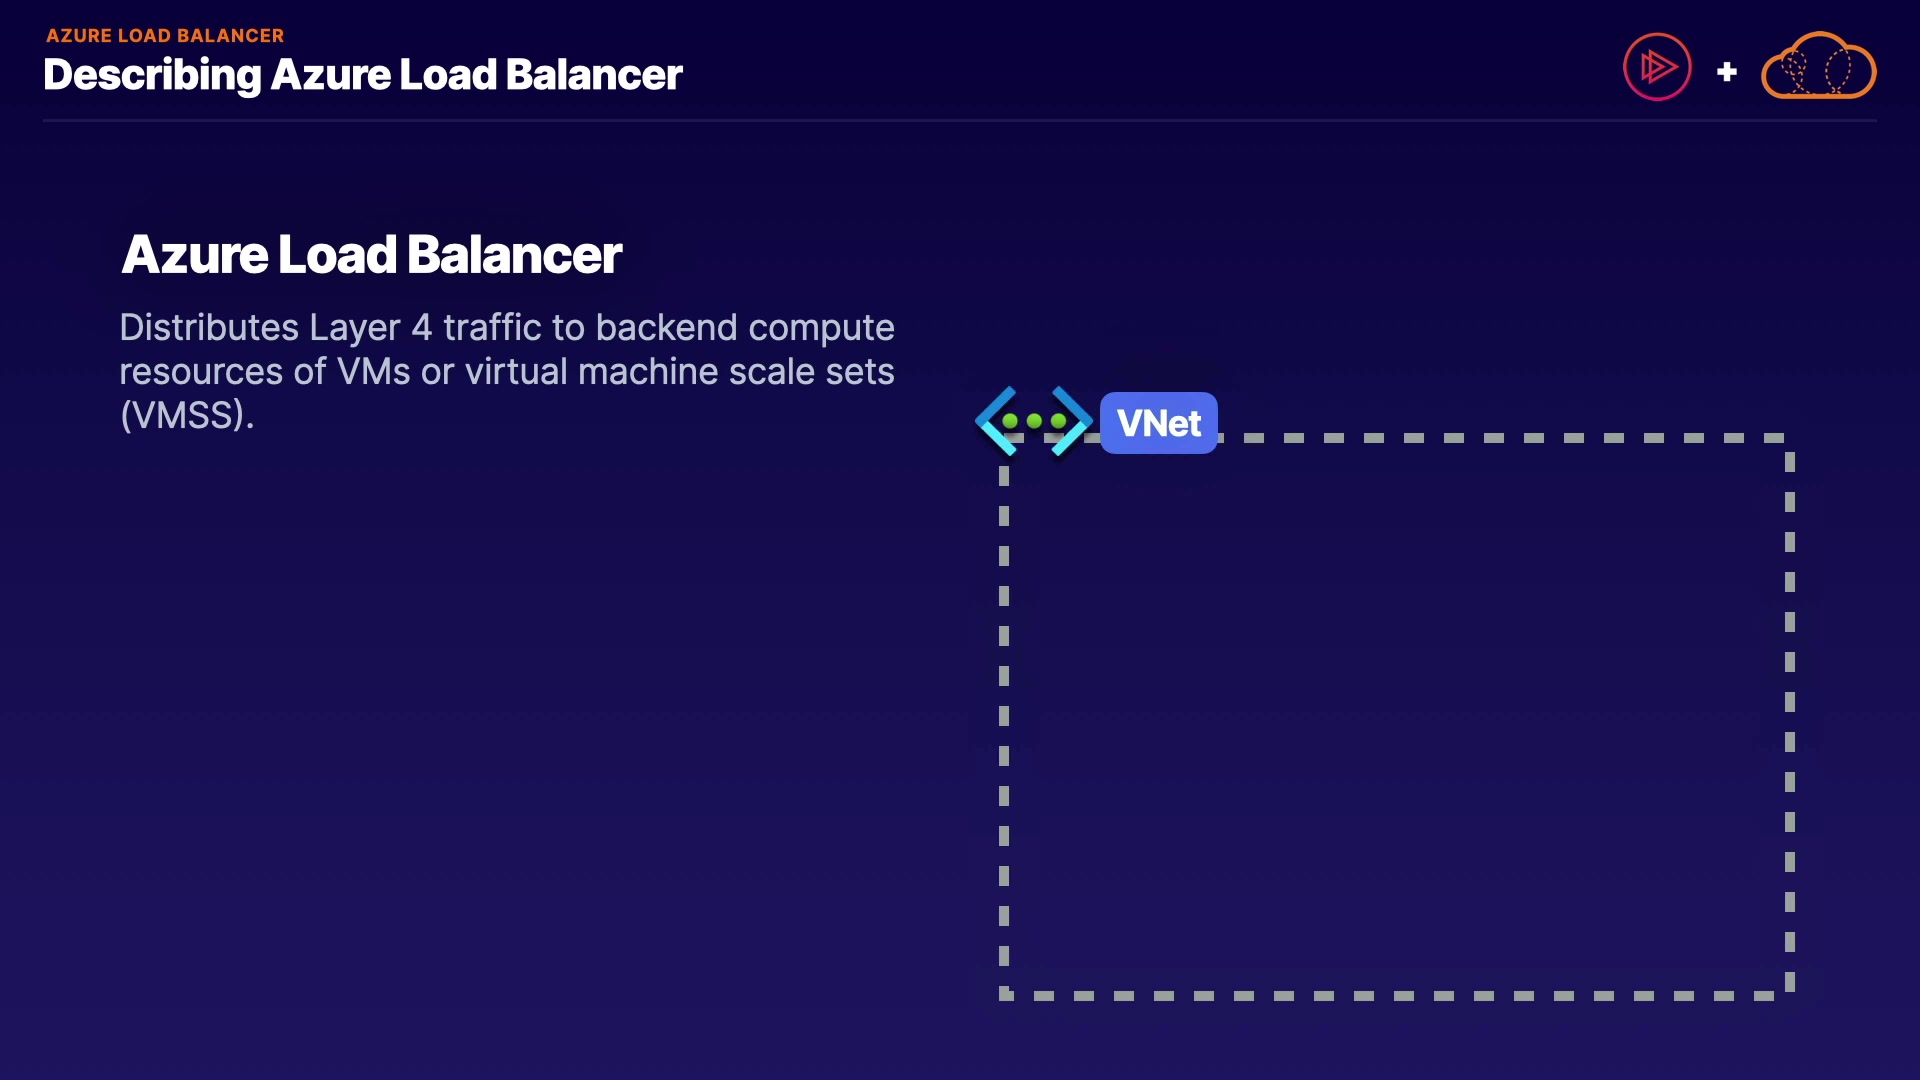 AZURE LOAD BALANCER
Describing Azure Load Balancer
+
Azure Load Balancer
Distributes Layer 4 traffic to backend compute
resources of VMs or virtual machine scale sets
(VMSS).
VNet